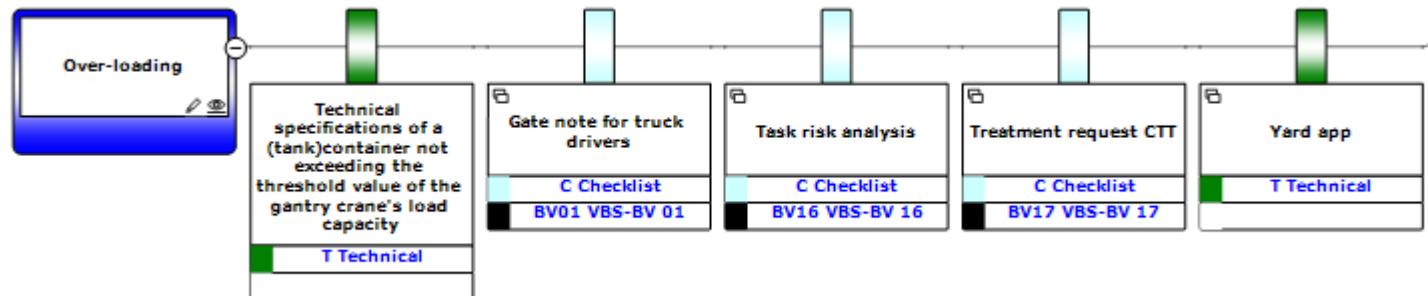 Over-loading
Technical
specifications of a
(tank)container not
exceeding the
threshold value of the
gantry crane's load
capacity
T Technical
Gate note for truck
drivers
C Checklist
BV01 VBS-BV 01
Task risk analysis
C Checklist
BV16 VBS-BV 16
Treatment request CTT
C Checklist
BV17 VBS-BV 17
Yard app
T Technical